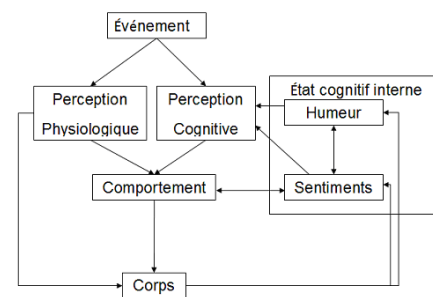 Événement
État cognitif interne
Perception
Physiologique
Perception
Cognitive
Humeur
Comportement
Sentiments
Corps